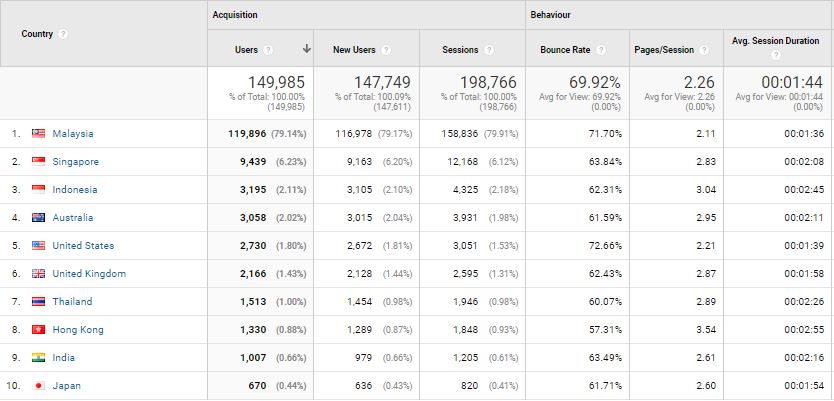 Acquisition Behaviour
Country ?
Users ? New Users ? Sessions ? Bounce Rate ? Pages/Session ? Avg. Session Duration ?
149,985 147,749 198,766 69.92% 2.26 00:01:44
% of Total: 100.00% % of Total: 100.09% % of Total: 100.00% Avg for View: 69.92% Avg for View: 2.26 Avg for View: 00:01:44
(149,985) (147,611) (198,766) (0.00%) (0.00%) (0.00%)
1. Malaysia 119,896 (79.14%) 116,978 (79.17%) 158,836 (79.91%) 71.70% 2.11 00:01:36
2. Singapore 9,439 (6.23%) 9,163 (6.20%) 12,168 (6.12%) 63.84% 2.83 00:02:08
3. Indonesia 3,195 (2.11%) 3,105 (2.10%) 4,325 (2.18%) 62.31% 3.04 00:02:45
4. Australia 3,058 (2.02%) 3,015 (2.04%) 3,931 (1.98%) 61.59% 2.95 00:02:11
5. United States 2,730 (1.80%) 2,672 (1.81%) 3,051 (1.53%) 72.66% 2.21 00:01:39
6. United Kingdom 2,166 (1.43%) 2,128 (1.44%) 2,595 (1.31%) 62.43% 2.87 00:01:58
7. Thailand 1,513 (1.00%) 1,454 (0.98%) 1,946 (0.98%) 60.07% 2.89 00:02:26
8. Hong Kong 1,330 (0.88%) 1,289 (0.87%) 1,848 (0.93%) 57.31% 3.54 00:02:55
9. India 1,007 (0.66%) 979 (0.66%) 1,205 (0.61%) 63.49% 2.61 00:02:16
10. Japan 670 (0.44%) 636 (0.43%) 820 (0.41%) 61.71% 2.60 00:01:54